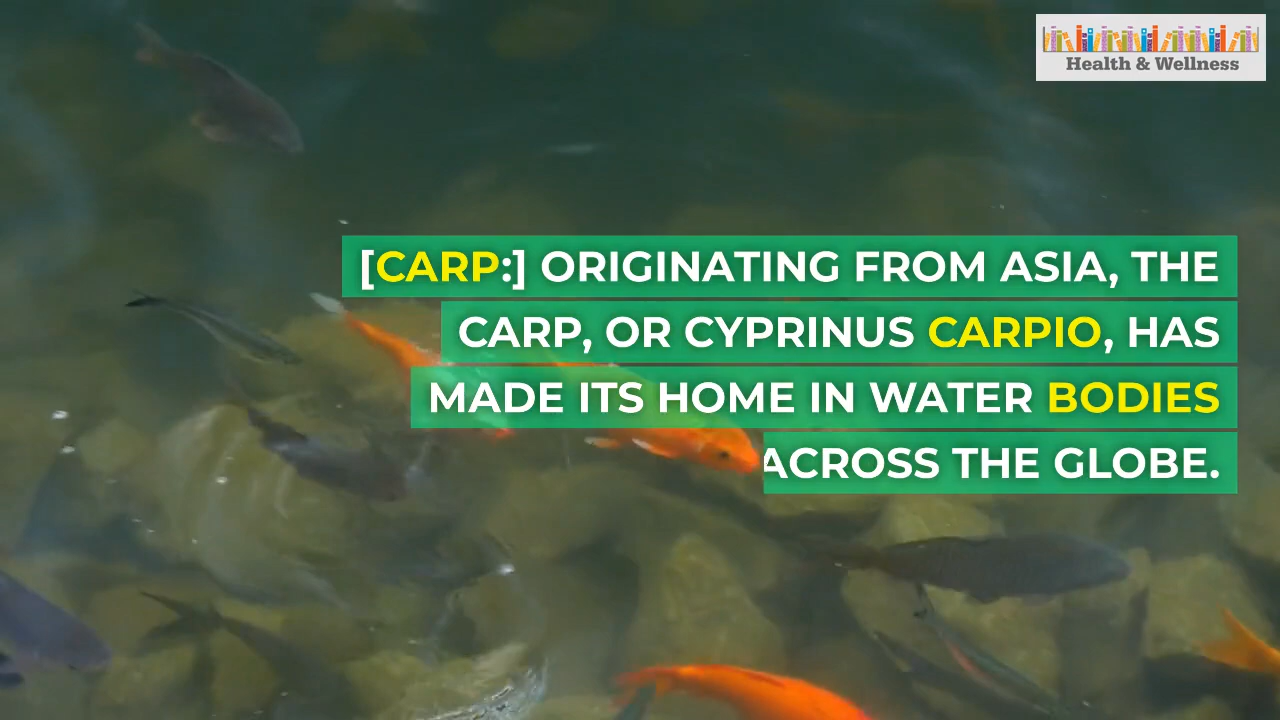 Health & Wellness
[CARP:] ORIGINATING FROM ASIA, THE
CARP, OR CYPRINUS CARPIO, HAS
MADE ITS HOME IN WATER BODIES
ACROSS THE GLOBE.